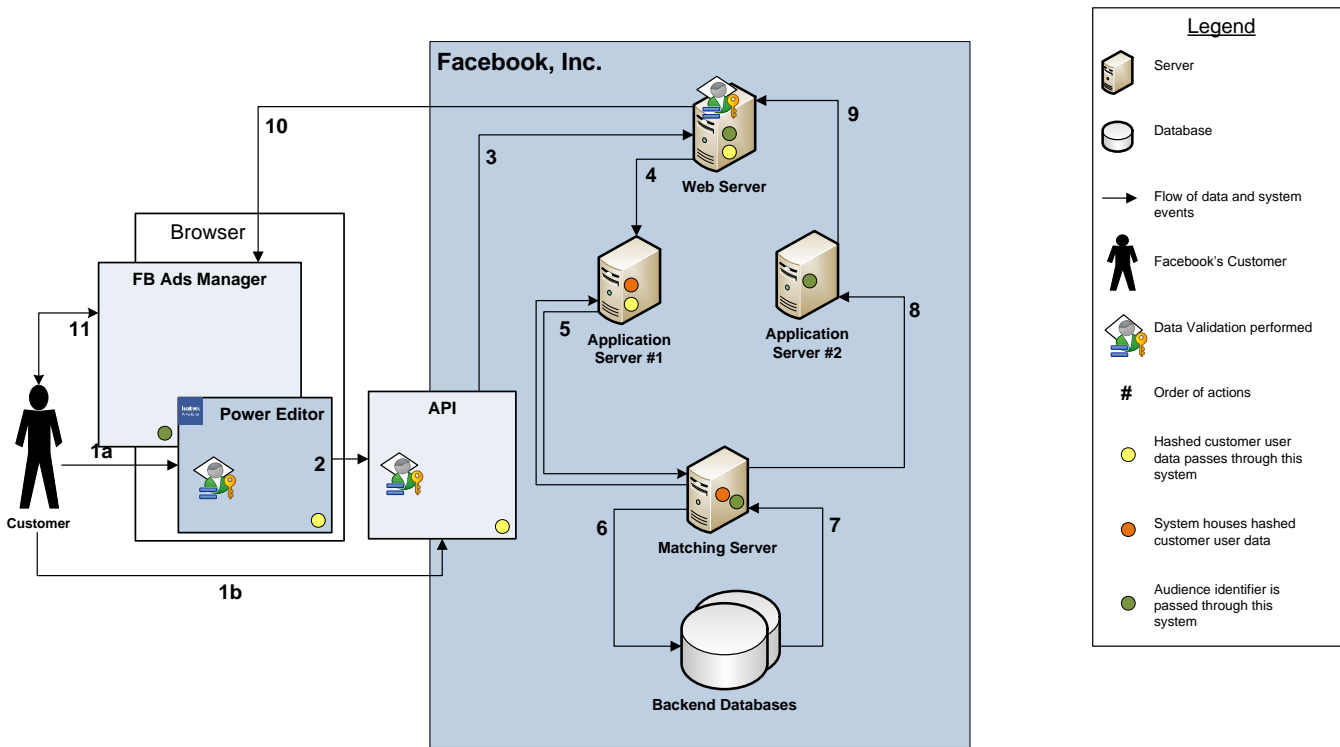 Facebook, Inc.
10
3
9
4
Web Server
Browser
FB Ads Manager
11
5
Application
Server #1
Application
Server #2
8
Power Editor
API
1a
2
Customer
6
7
Matching Server
1b
Backend Databases
Legend
Server
Database
Flow of data and system
events
Facebook's Customer
Data Validation performed
#
Order of actions
Hashed customer user
data passes through this
system
System houses hashed
customer user data
Audience identifier is
passed through this
system